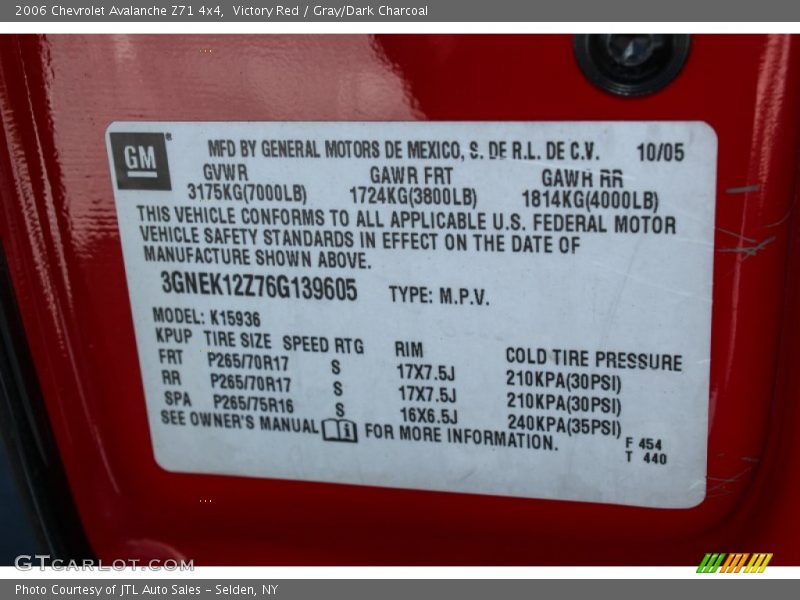 2006 Chevrolet Avalanche Z71 4x4, Victory Red / Gray/Dark Charcoal
GM
MFD BY GENERAL MOTORS DE MEXICO, S. DE R.L. DE C.V. 10/05
GVWR GAWR FRT GAWR RR
3175KG(7000LB) 1724KG(3800LB) 1814KG(4000LB)
THIS VEHICLE CONFORMS TO ALL APPLICABLE U.S. FEDERAL MOTOR
VEHICLE SAFETY STANDARDS IN EFFECT ON THE DATE OF
MANUFACTURE SHOWN ABOVE.
3GNEK12Z76G139605 TYPE: M.P.V.
MODEL: K15936
KPUP TIRE SIZE SPEED RTG RIM COLD TIRE PRESSURE
FRT P265/70R17 S 17X7.5J 210KPA(30PSI)
RR P265/70R17 S 17X7.5J 210KPA(30PSI)
SPA P265/75R16 S 16X6.5J 240KPA(35PSI)
SEE OWNER'S MANUAL i FOR MORE INFORMATION.
F 454
T 440
GTCARLOT.COM
Photo Courtesy of JTL Auto Sales - Selden, NY